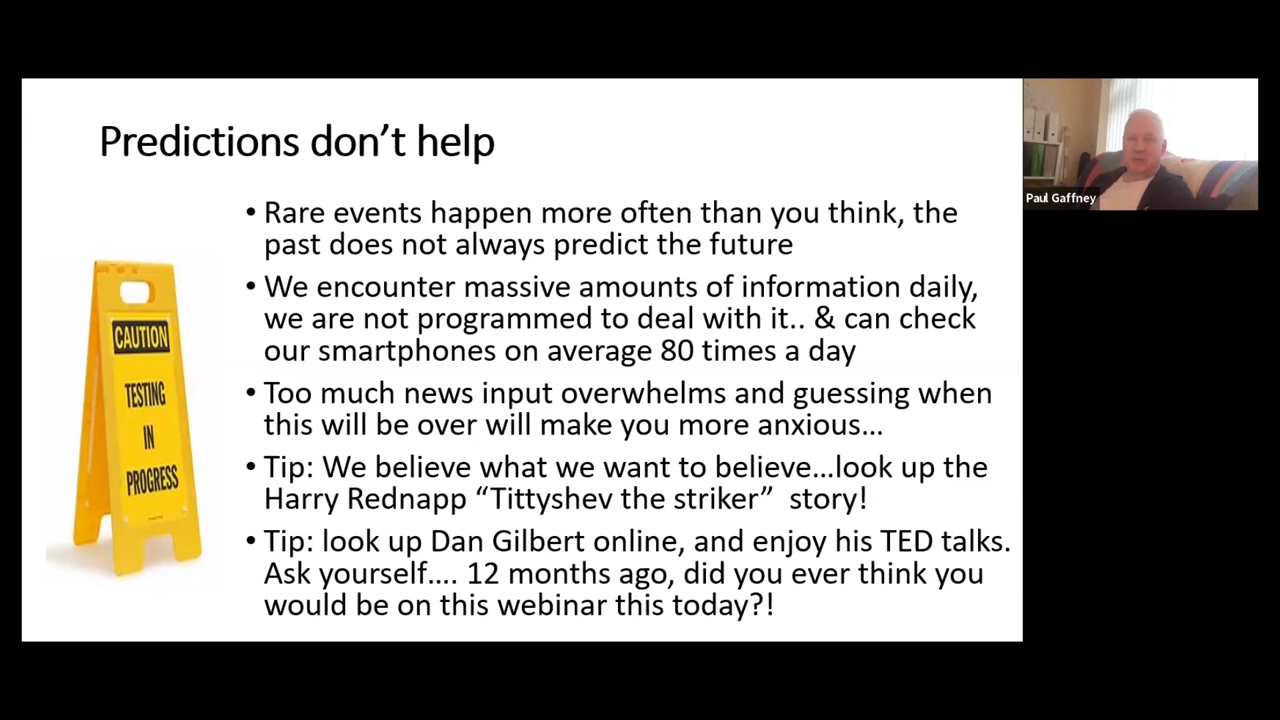 Predictions don’t help
• Rare events happen more often than you think, the
past does not always predict the future
• We encounter massive amounts of information daily,
we are not programmed to deal with it.. & can check
our smartphones on average 80 times a day
• Too much news input overwhelms and guessing when
this will be over will make you more anxious…
• Tip: We believe what we want to believe…look up the
Harry Rednapp “Tittyshev the striker”  story!
• Tip: look up Dan Gilbert online, and enjoy his TED talks.
Ask yourself…. 12 months ago, did you ever think you
would be on this webinar this today?!
CAUTION
TESTING
IN
PROGRESS
Paul Gaffney